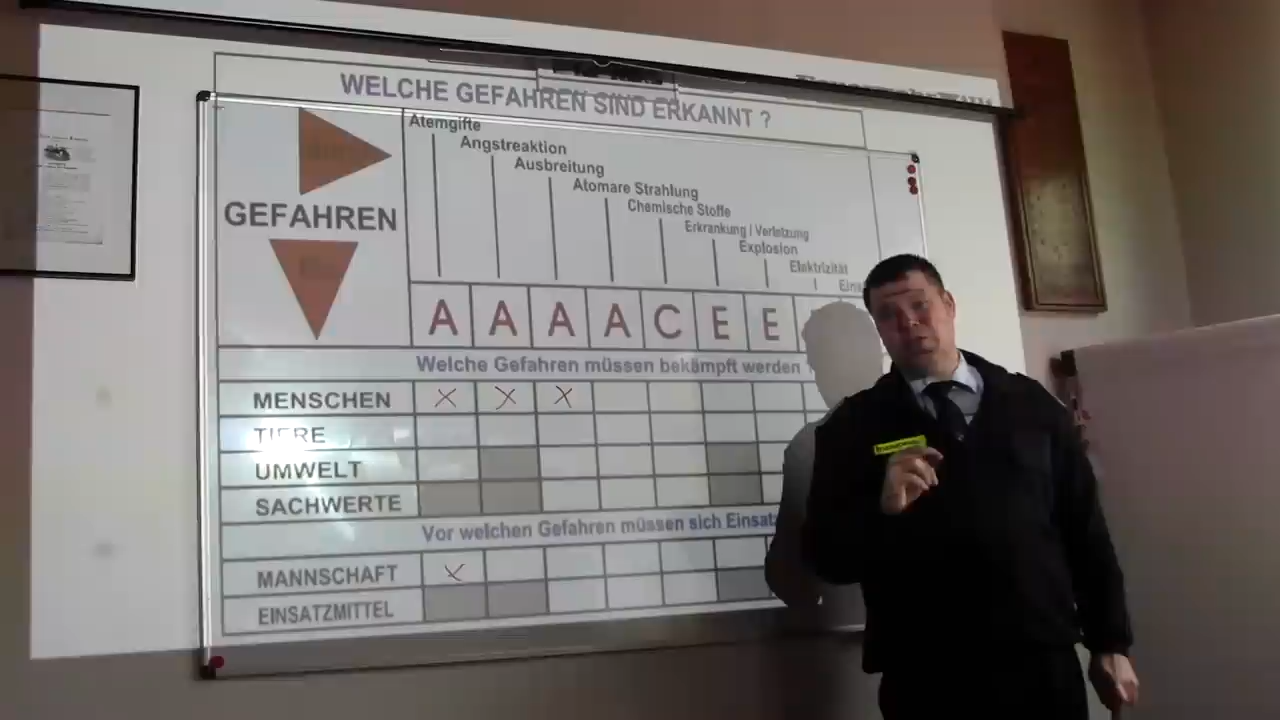 WELCHE GEFAHREN SIND ERKANNT ?
Atemgifte
Angstreaktion
Ausbreitung
Atomare Strahlung
Chemische Stoffe
Erkrankung / Verletzung
Explosion
Elektrizität
GEFAHREN
A A A A C E E
Welche Gefahren müssen bekämpft werden
MENSCHEN X X X
TIERE
UMWELT
SACHWERTE
Vor welchen Gefahren müssen sich
MANNSCHAFT X
EINSATZMITTEL